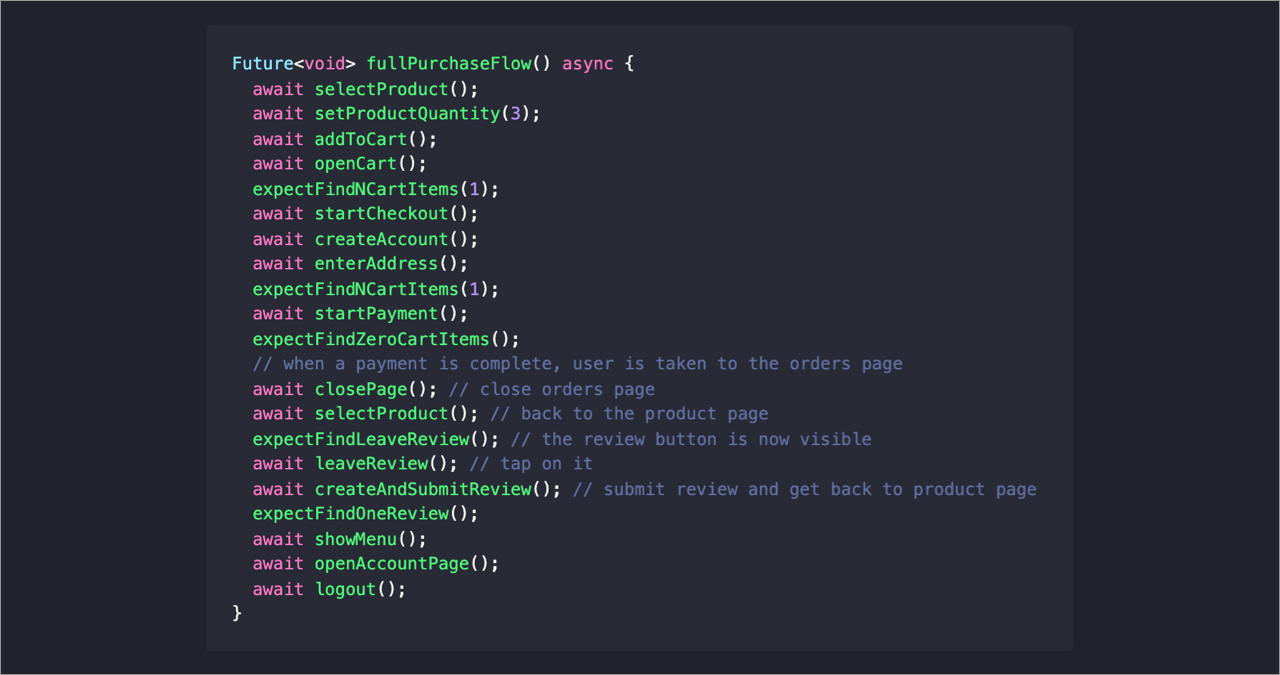 Future<void> fullPurchaseFlow() async {
  await selectProduct();
  await setProductQuantity(3);
  await addToCart();
  await openCart();
  expectFindNCartItems(1);
  await startCheckout();
  await createAccount();
  await enterAddress();
  expectFindNCartItems(1);
  await startPayment();
  expectFindZeroCartItems();
  // when a payment is complete, user is taken to the orders page
  await closePage(); // close orders page
  await selectProduct(); // back to the product page
  expectFindLeaveReview(); // the review button is now visible
  await leaveReview(); // tap on it
  await createAndSubmitReview(); // submit review and get back to product page
  expectFindOneReview();
  await showMenu();
  await openAccountPage();
  await logout();
}